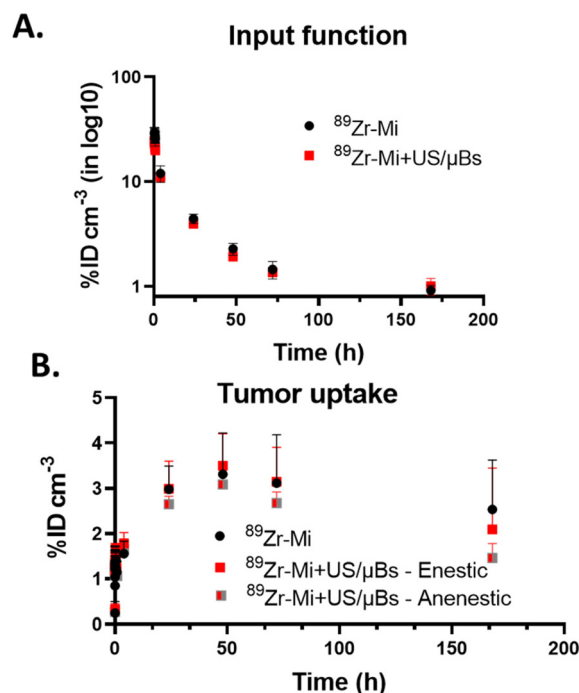 A.
Input function
%ID cm⁻³ (in log10)
100
10
1
⁸⁹Zr-Mi
⁸⁹Zr-Mi+US/µBs
0 50 100 150 200
Time (h)
B.
Tumor uptake
%ID cm⁻³
5
4
3
2
1
0
⁸⁹Zr-Mi
⁸⁹Zr-Mi+US/µBs - Enestic
⁸⁹Zr-Mi+US/µBs - Anenestic
0 50 100 150 200
Time (h)